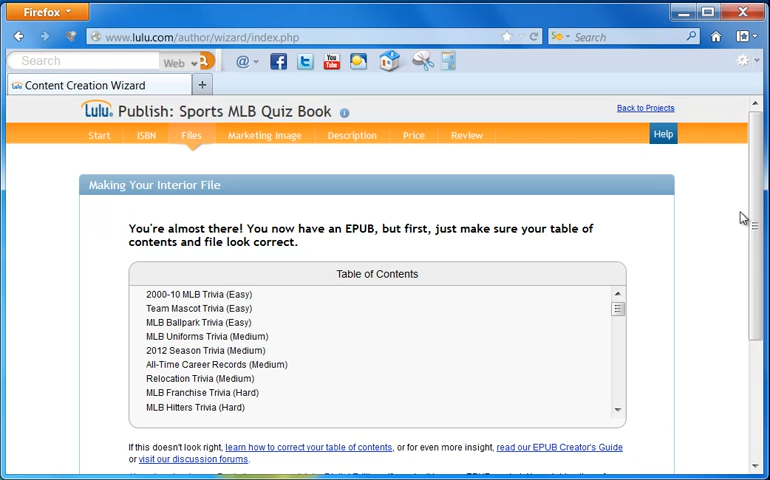 Firefox
www.lulu.com/author/wizard/index.php
Search
Search
Web
Content Creation Wizard
Lulu Publish: Sports MLB Quiz Book
Back to Projects
Start ISBN Files Marketing Image Description Price Review Help
Making Your Interior File
You're almost there! You now have an EPUB, but first, just make sure your table of
contents and file look correct.
Table of Contents
2000-10 MLB Trivia (Easy)
Team Mascot Trivia (Easy)
MLB Ballpark Trivia (Easy)
MLB Uniforms Trivia (Medium)
2012 Season Trivia (Medium)
All-Time Career Records (Medium)
Relocation Trivia (Medium)
MLB Franchise Trivia (Hard)
MLB Hitters Trivia (Hard)
If this doesn't look right, learn how to correct your table of contents, or for even more insight, read our EPUB Creator's Guide
or visit our discussion forums.